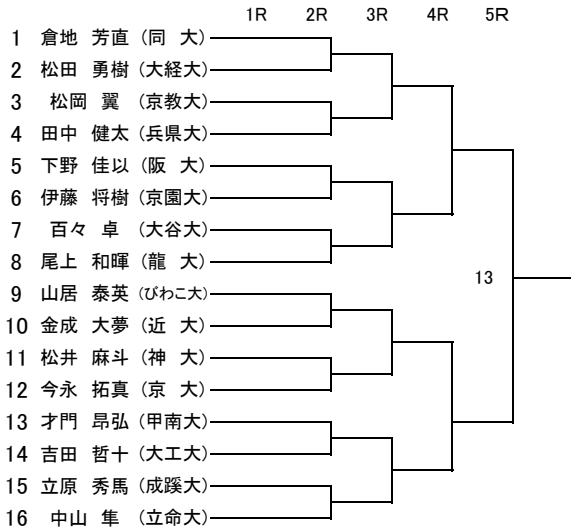 1R 2R 3R 4R 5R
1 倉地 芳直 (同 大)
2 松田 勇樹 (大経大)
3 松岡 翼 (京教大)
4 田中 健太 (兵県大)
5 下野 佳以 (阪 大)
6 伊藤 将樹 (京園大)
7 百々 卓 (大谷大)
8 尾上 和暉 (龍 大)
13
9 山居 泰英 (びわこ大)
10 金成 大夢 (近 大)
11 松井 麻斗 (神 大)
12 今永 拓真 (京 大)
13 才門 昂弘 (甲南大)
14 吉田 哲十 (大工大)
15 立原 秀馬 (成蹊大)
16 中山 隼 (立命大)